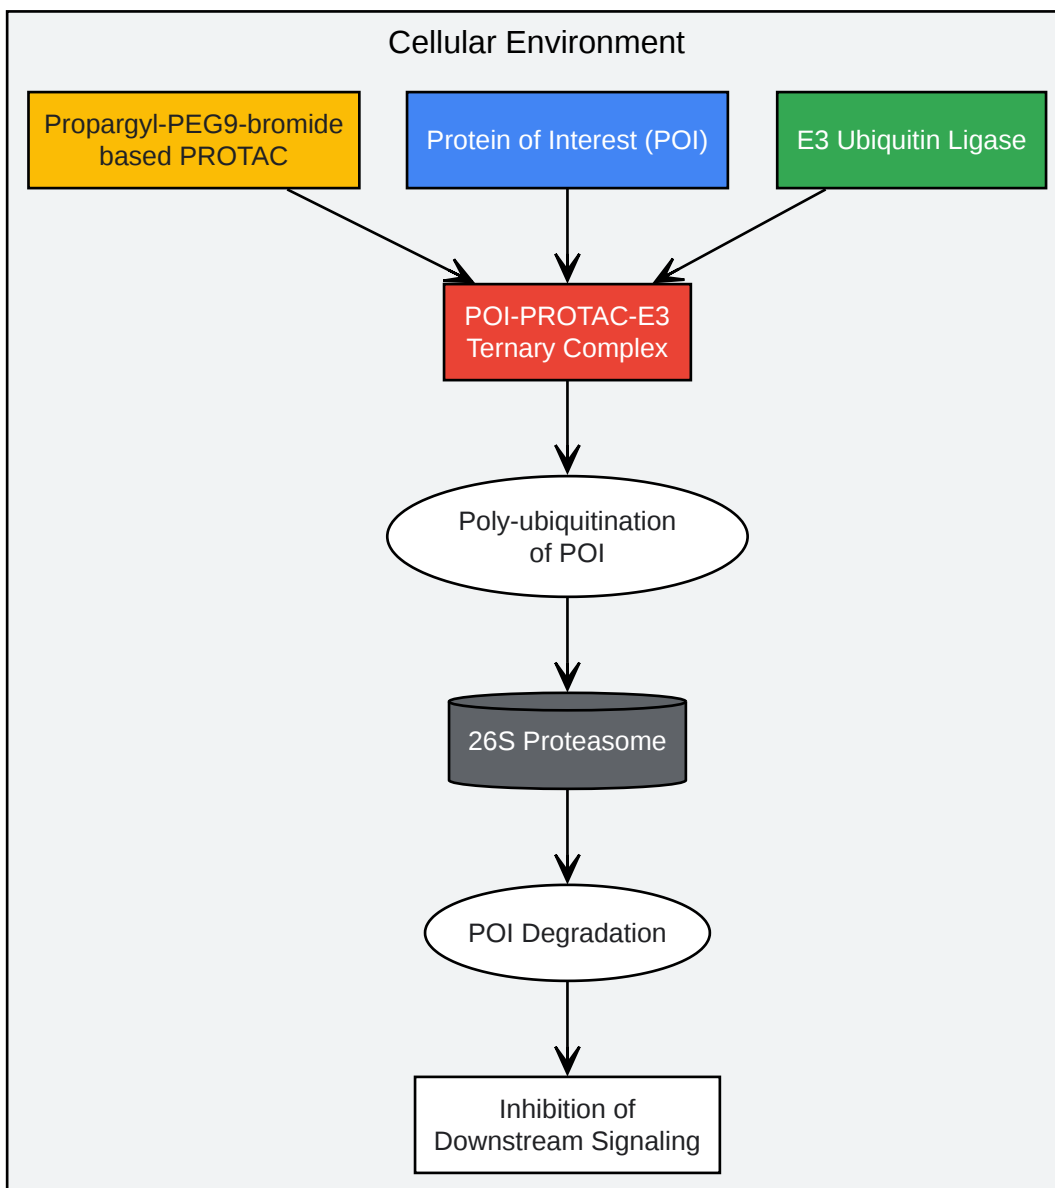 Cellular Environment
Propargyl-PEG9-bromide
based PROTAC
Protein of Interest (POI)
E3 Ubiquitin Ligase
POI-PROTAC-E3
Ternary Complex
Poly-ubiquitination
of POI
26S Proteasome
POI Degradation
Inhibition of
Downstream Signaling